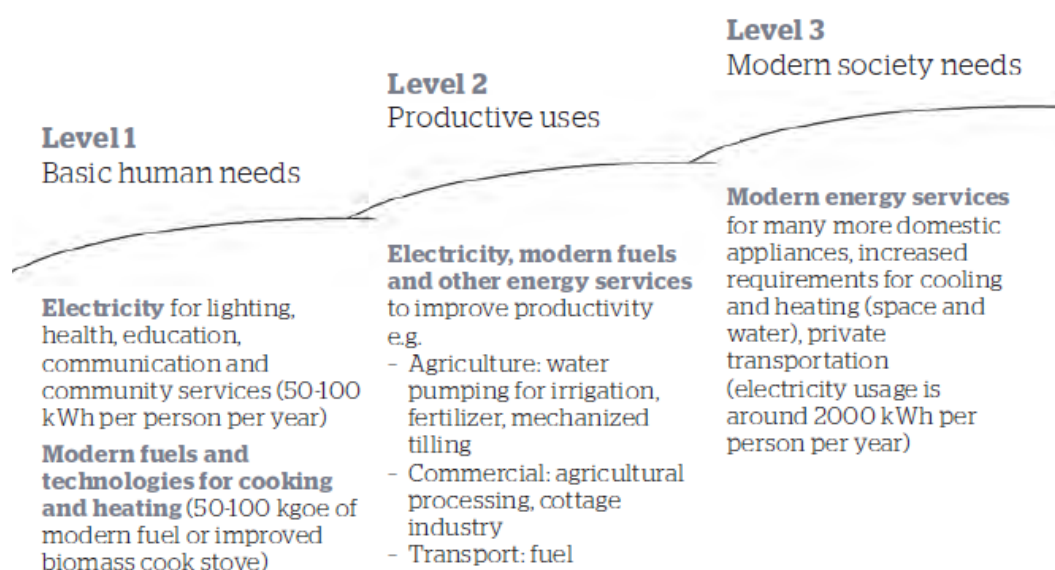 Level 1
Basic human needs
Electricity for lighting,
health, education,
communication and
community services (50-100
kWh per person per year)
Modern fuels and
technologies for cooking
and heating (50-100 kgoe of
modern fuel or improved
biomass cook stove)
Level 2
Productive uses
Electricity, modern fuels
and other energy services
to improve productivity
e.g.
- Agriculture: water
pumping for irrigation,
fertilizer, mechanized
tilling
- Commercial: agricultural
processing, cottage
industry
- Transport: fuel
Level 3
Modern society needs
Modern energy services
for many more domestic
appliances, increased
requirements for cooling
and heating (space and
water), private
transportation
(electricity usage is
around 2000 kWh per
person per year)